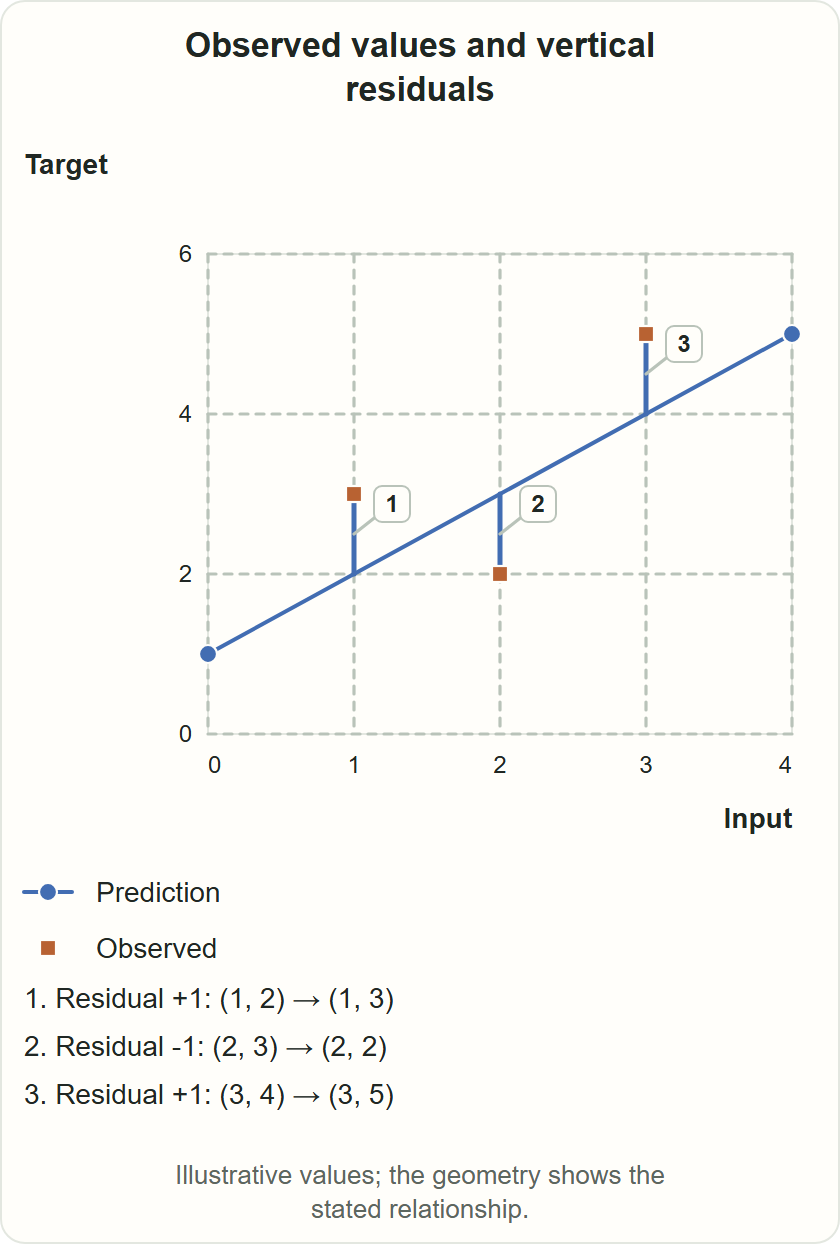 Observed values and vertical
residuals
Target
6
4
2
0
3
1
2
0 1 2 3 4
Input
Prediction
Observed
1. Residual +1: (1, 2) → (1, 3)
2. Residual -1: (2, 3) → (2, 2)
3. Residual +1: (3, 4) → (3, 5)
Illustrative values; the geometry shows the
stated relationship.